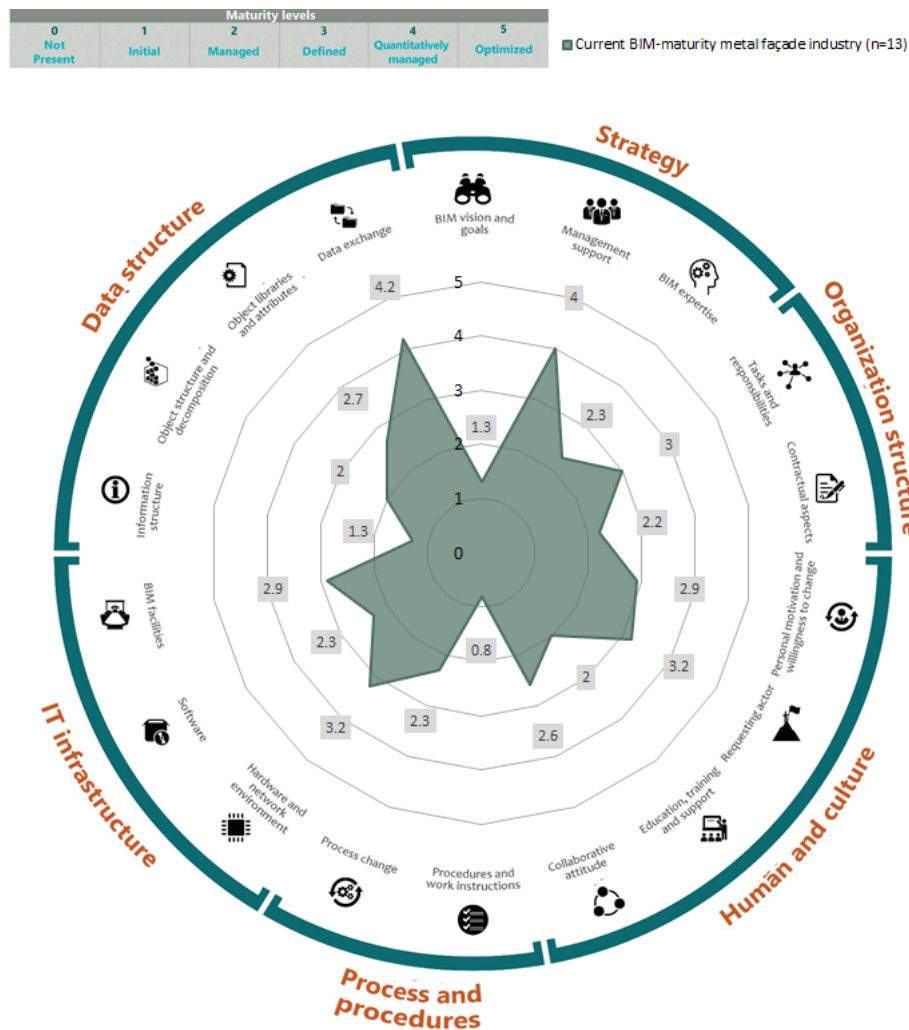 Maturity levels
0 1 2 3 4 5
Not Present Initial Managed Defined Quantitatively managed Optimized
Current BIM-maturity metal façade industry (n=13)
Strategy
BIM vision and
goals
Management
support
BIM expertise
Organization structure
Tasks and
responsibilities
Contractual aspects
Human and culture
Personal motivation and
willingness to change
Requesting actor
Education, training
and support
Collaborative
attitude
Process and
procedures
Procedures and
work instructions
Process change
IT infrastructure
Hardware and
network
environment
Software
BIM facilities
Data structure
Information
structure
Object structure and
decomposition
Object libraries
and attributes
Data exchange
5
4
3
2
1
0
1.3
4
2.3
3
2.2
2.9
3.2
2
2.6
0.8
2.3
3.2
2.3
2.9
1.3
2
2.7
4.2